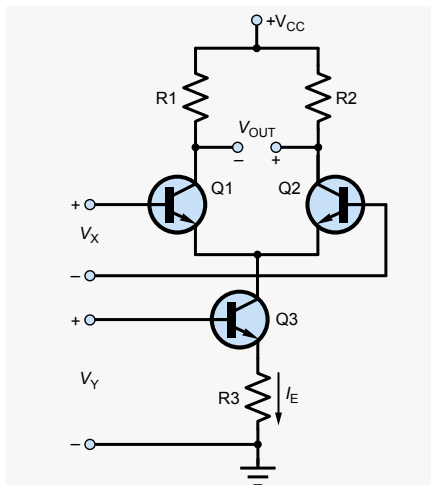 +VCC
R1
R2
VOUT
–
+
Q1
Q2
+
VX
–
+
Q3
VY
R3
IE
–